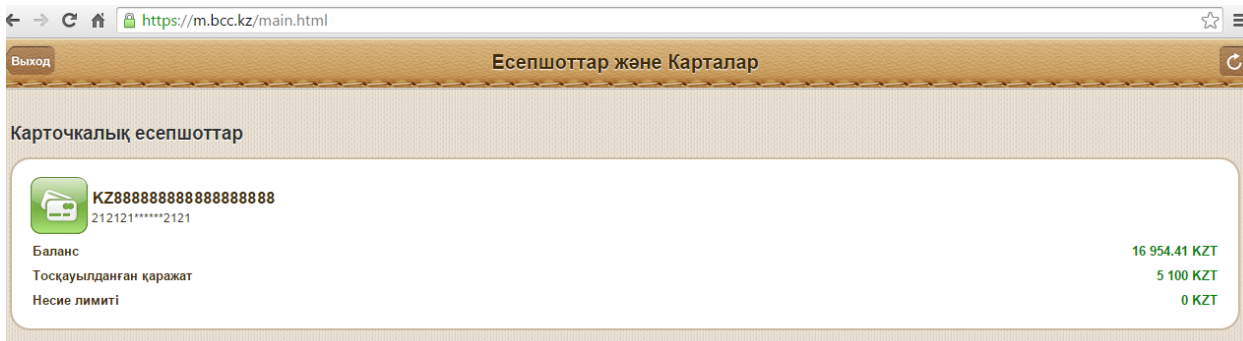 https://m.bcc.kz/main.html
Выход Есепшоттар және Карталар
Карточкалық есепшоттар
KZ888888888888888888
212121******2121
Баланс 16 954.41 KZT
Тосқауылданған қаражат 5 100 KZT
Несие лимиті 0 KZT